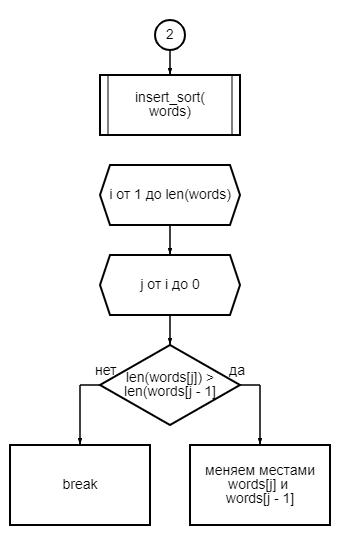 2
insert_sort(
words)
i от 1 до len(words)
j от i до 0
нет
да
len(words[j]) >
len(words[j - 1]
break
меняем местами
words[j] и
words[j - 1]